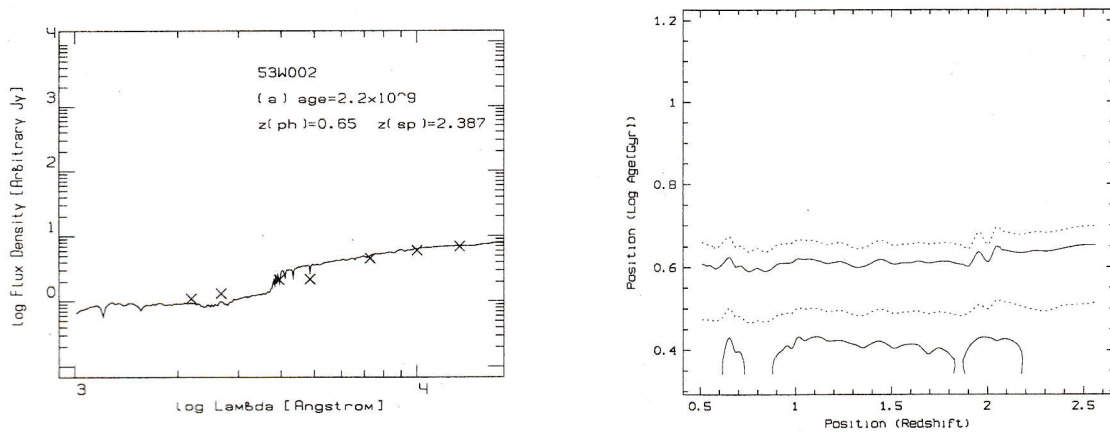 4
3
2
1
0
log Flux Density [Arbitrary Jy]
53W002
(a) age=2.2x10^9
z(ph)=0.65 z(sp)=2.387
3 4
log Lambda [Angstrom]
1.2
1
0.8
0.6
0.4
Position (Log Age[Gyr])
0.5 1 1.5 2 2.5
Position (Redshift)